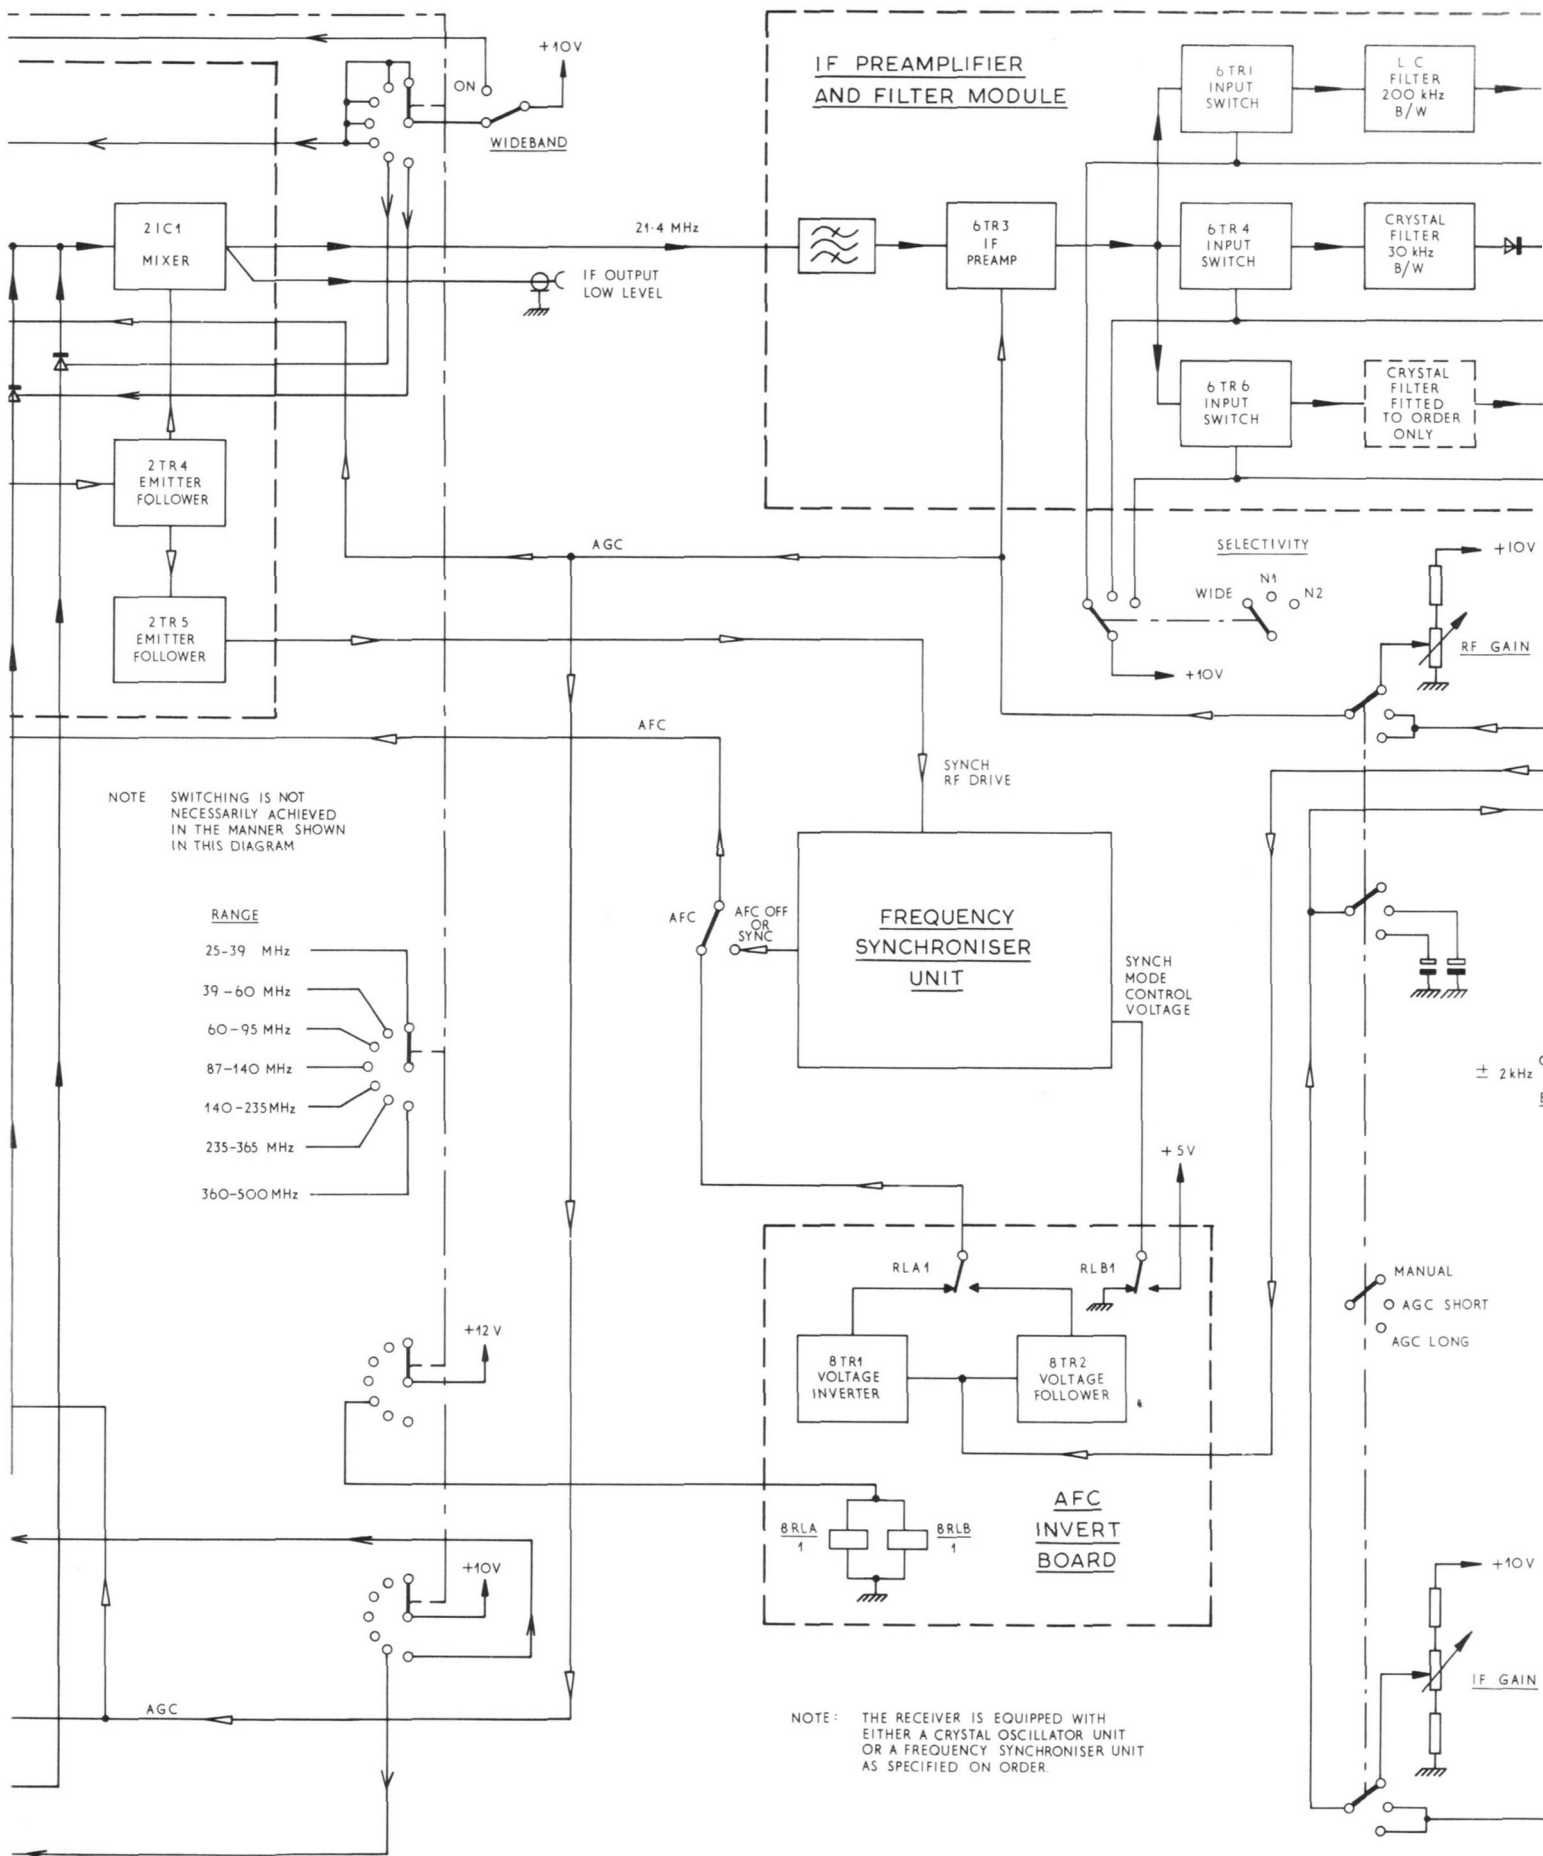 +10V
ON
WIDEBAND
IF PREAMPLIFIER
AND FILTER MODULE
6TR1
INPUT
SWITCH
L C
FILTER
200 kHz
B/W
2IC1
MIXER
21·4 MHz
IF OUTPUT
LOW LEVEL
6TR3
IF
PREAMP
6TR4
INPUT
SWITCH
CRYSTAL
FILTER
30 kHz
B/W
6TR6
INPUT
SWITCH
CRYSTAL
FILTER
FITTED
TO ORDER
ONLY
2TR4
EMITTER
FOLLOWER
AGC
SELECTIVITY
WIDE
N1
N2
+10V
+10V
RF GAIN
2TR5
EMITTER
FOLLOWER
AFC
SYNCH
RF DRIVE
NOTE SWITCHING IS NOT
NECESSARILY ACHIEVED
IN THE MANNER SHOWN
IN THIS DIAGRAM
RANGE
25-39 MHz
39-60 MHz
60-95 MHz
87-140 MHz
140-235MHz
235-365 MHz
360-500MHz
AFC
AFC OFF
OR
SYNC
FREQUENCY
SYNCHRONISER
UNIT
SYNCH
MODE
CONTROL
VOLTAGE
± 2kHz
+5V
RLA1
RLB1
8TR1
VOLTAGE
INVERTER
8TR2
VOLTAGE
FOLLOWER
MANUAL
AGC SHORT
AGC LONG
+12V
8RLA
1
8RLB
1
AFC
INVERT
BOARD
+10V
+10V
IF GAIN
AGC
NOTE: THE RECEIVER IS EQUIPPED WITH
EITHER A CRYSTAL OSCILLATOR UNIT
OR A FREQUENCY SYNCHRONISER UNIT
AS SPECIFIED ON ORDER.